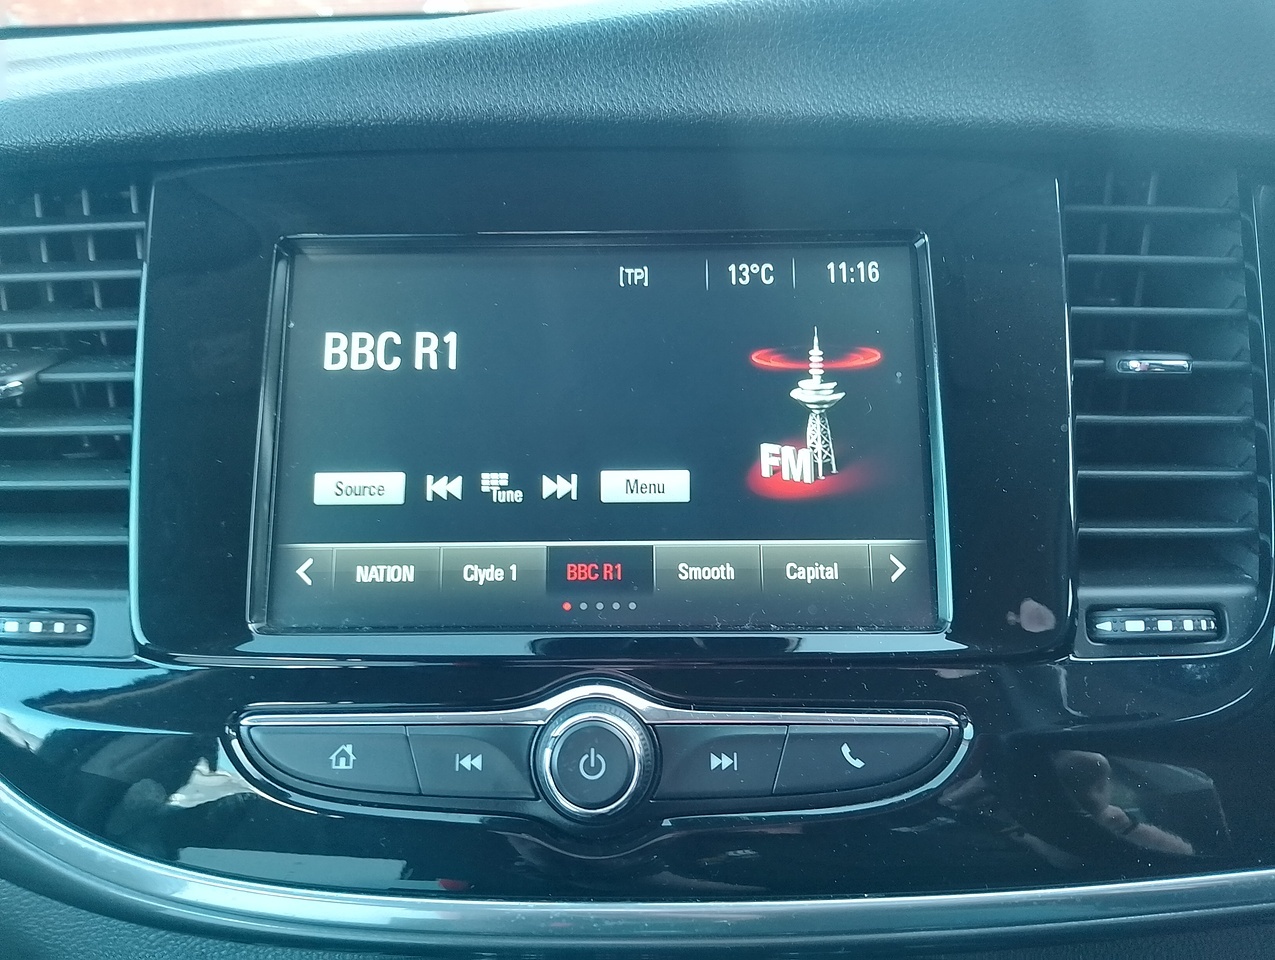 [TP] 13°C 11:16
BBC R1
FM
Source Tune Menu
NATION Clyde 1 BBC R1 Smooth Capital